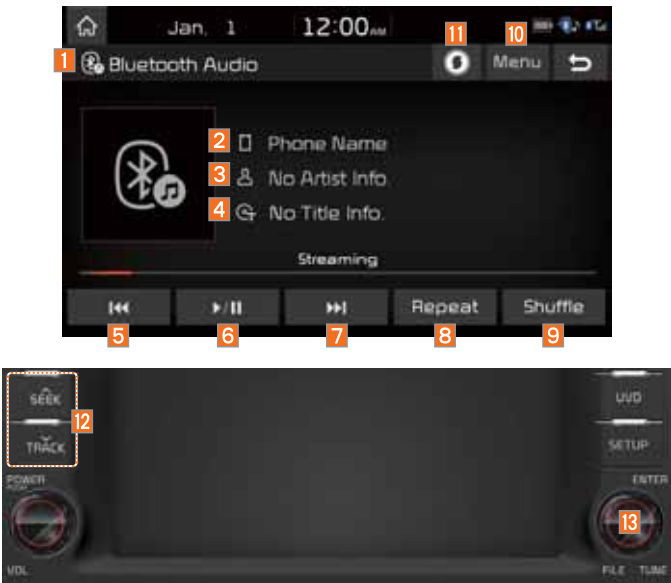 Jan. 1 12:00 AM
11 10
1 Bluetooth Audio Menu
2 Phone Name
3 No Artist Info.
4 No Title Info.
Streaming
Repeat Shuffle
5 6 7 8 9
SEEK
12
TRACK
UVO
SETUP
POWER
PUSH
VOL
ENTER
13
FILE TUNE